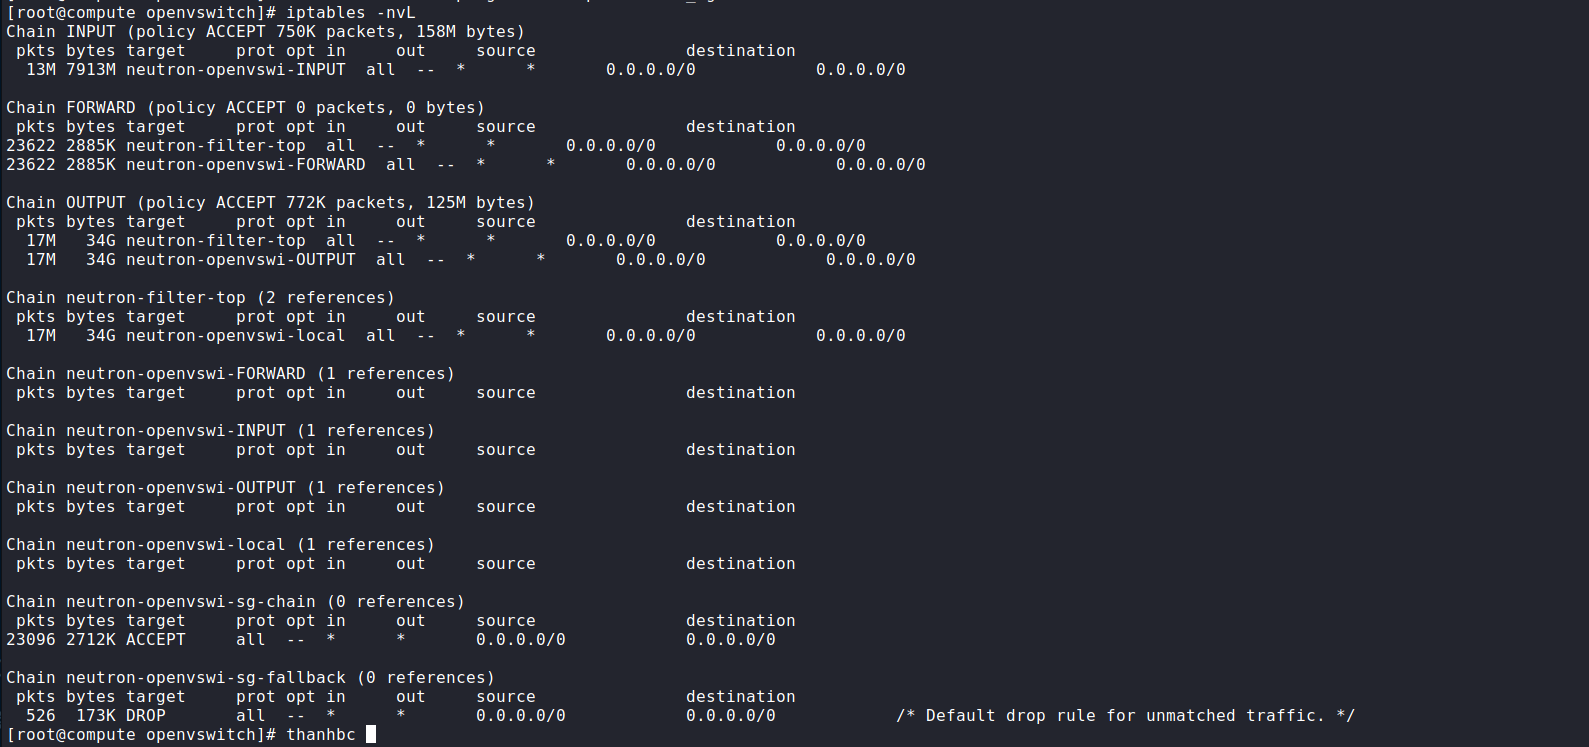 [root@compute openvswitch]# iptables -nvL
Chain INPUT (policy ACCEPT 750K packets, 158M bytes)
 pkts bytes target     prot opt in     out     source               destination
  13M 7913M neutron-openvswi-INPUT  all  --  *      *       0.0.0.0/0            0.0.0.0/0

Chain FORWARD (policy ACCEPT 0 packets, 0 bytes)
 pkts bytes target     prot opt in     out     source               destination
23622 2885K neutron-filter-top  all  --  *      *       0.0.0.0/0            0.0.0.0/0
23622 2885K neutron-openvswi-FORWARD  all  --  *      *       0.0.0.0/0            0.0.0.0/0

Chain OUTPUT (policy ACCEPT 772K packets, 125M bytes)
 pkts bytes target     prot opt in     out     source               destination
  17M   34G neutron-filter-top  all  --  *      *       0.0.0.0/0            0.0.0.0/0
  17M   34G neutron-openvswi-OUTPUT  all  --  *      *       0.0.0.0/0            0.0.0.0/0

Chain neutron-filter-top (2 references)
 pkts bytes target     prot opt in     out     source               destination
  17M   34G neutron-openvswi-local  all  --  *      *       0.0.0.0/0            0.0.0.0/0

Chain neutron-openvswi-FORWARD (1 references)
 pkts bytes target     prot opt in     out     source               destination

Chain neutron-openvswi-INPUT (1 references)
 pkts bytes target     prot opt in     out     source               destination

Chain neutron-openvswi-OUTPUT (1 references)
 pkts bytes target     prot opt in     out     source               destination

Chain neutron-openvswi-local (1 references)
 pkts bytes target     prot opt in     out     source               destination

Chain neutron-openvswi-sg-chain (0 references)
 pkts bytes target     prot opt in     out     source               destination
23096 2712K ACCEPT     all  --  *      *       0.0.0.0/0            0.0.0.0/0

Chain neutron-openvswi-sg-fallback (0 references)
 pkts bytes target     prot opt in     out     source               destination
  526  173K DROP       all  --  *      *       0.0.0.0/0            0.0.0.0/0            /* Default drop rule for unmatched traffic. */
[root@compute openvswitch]# thanhbc